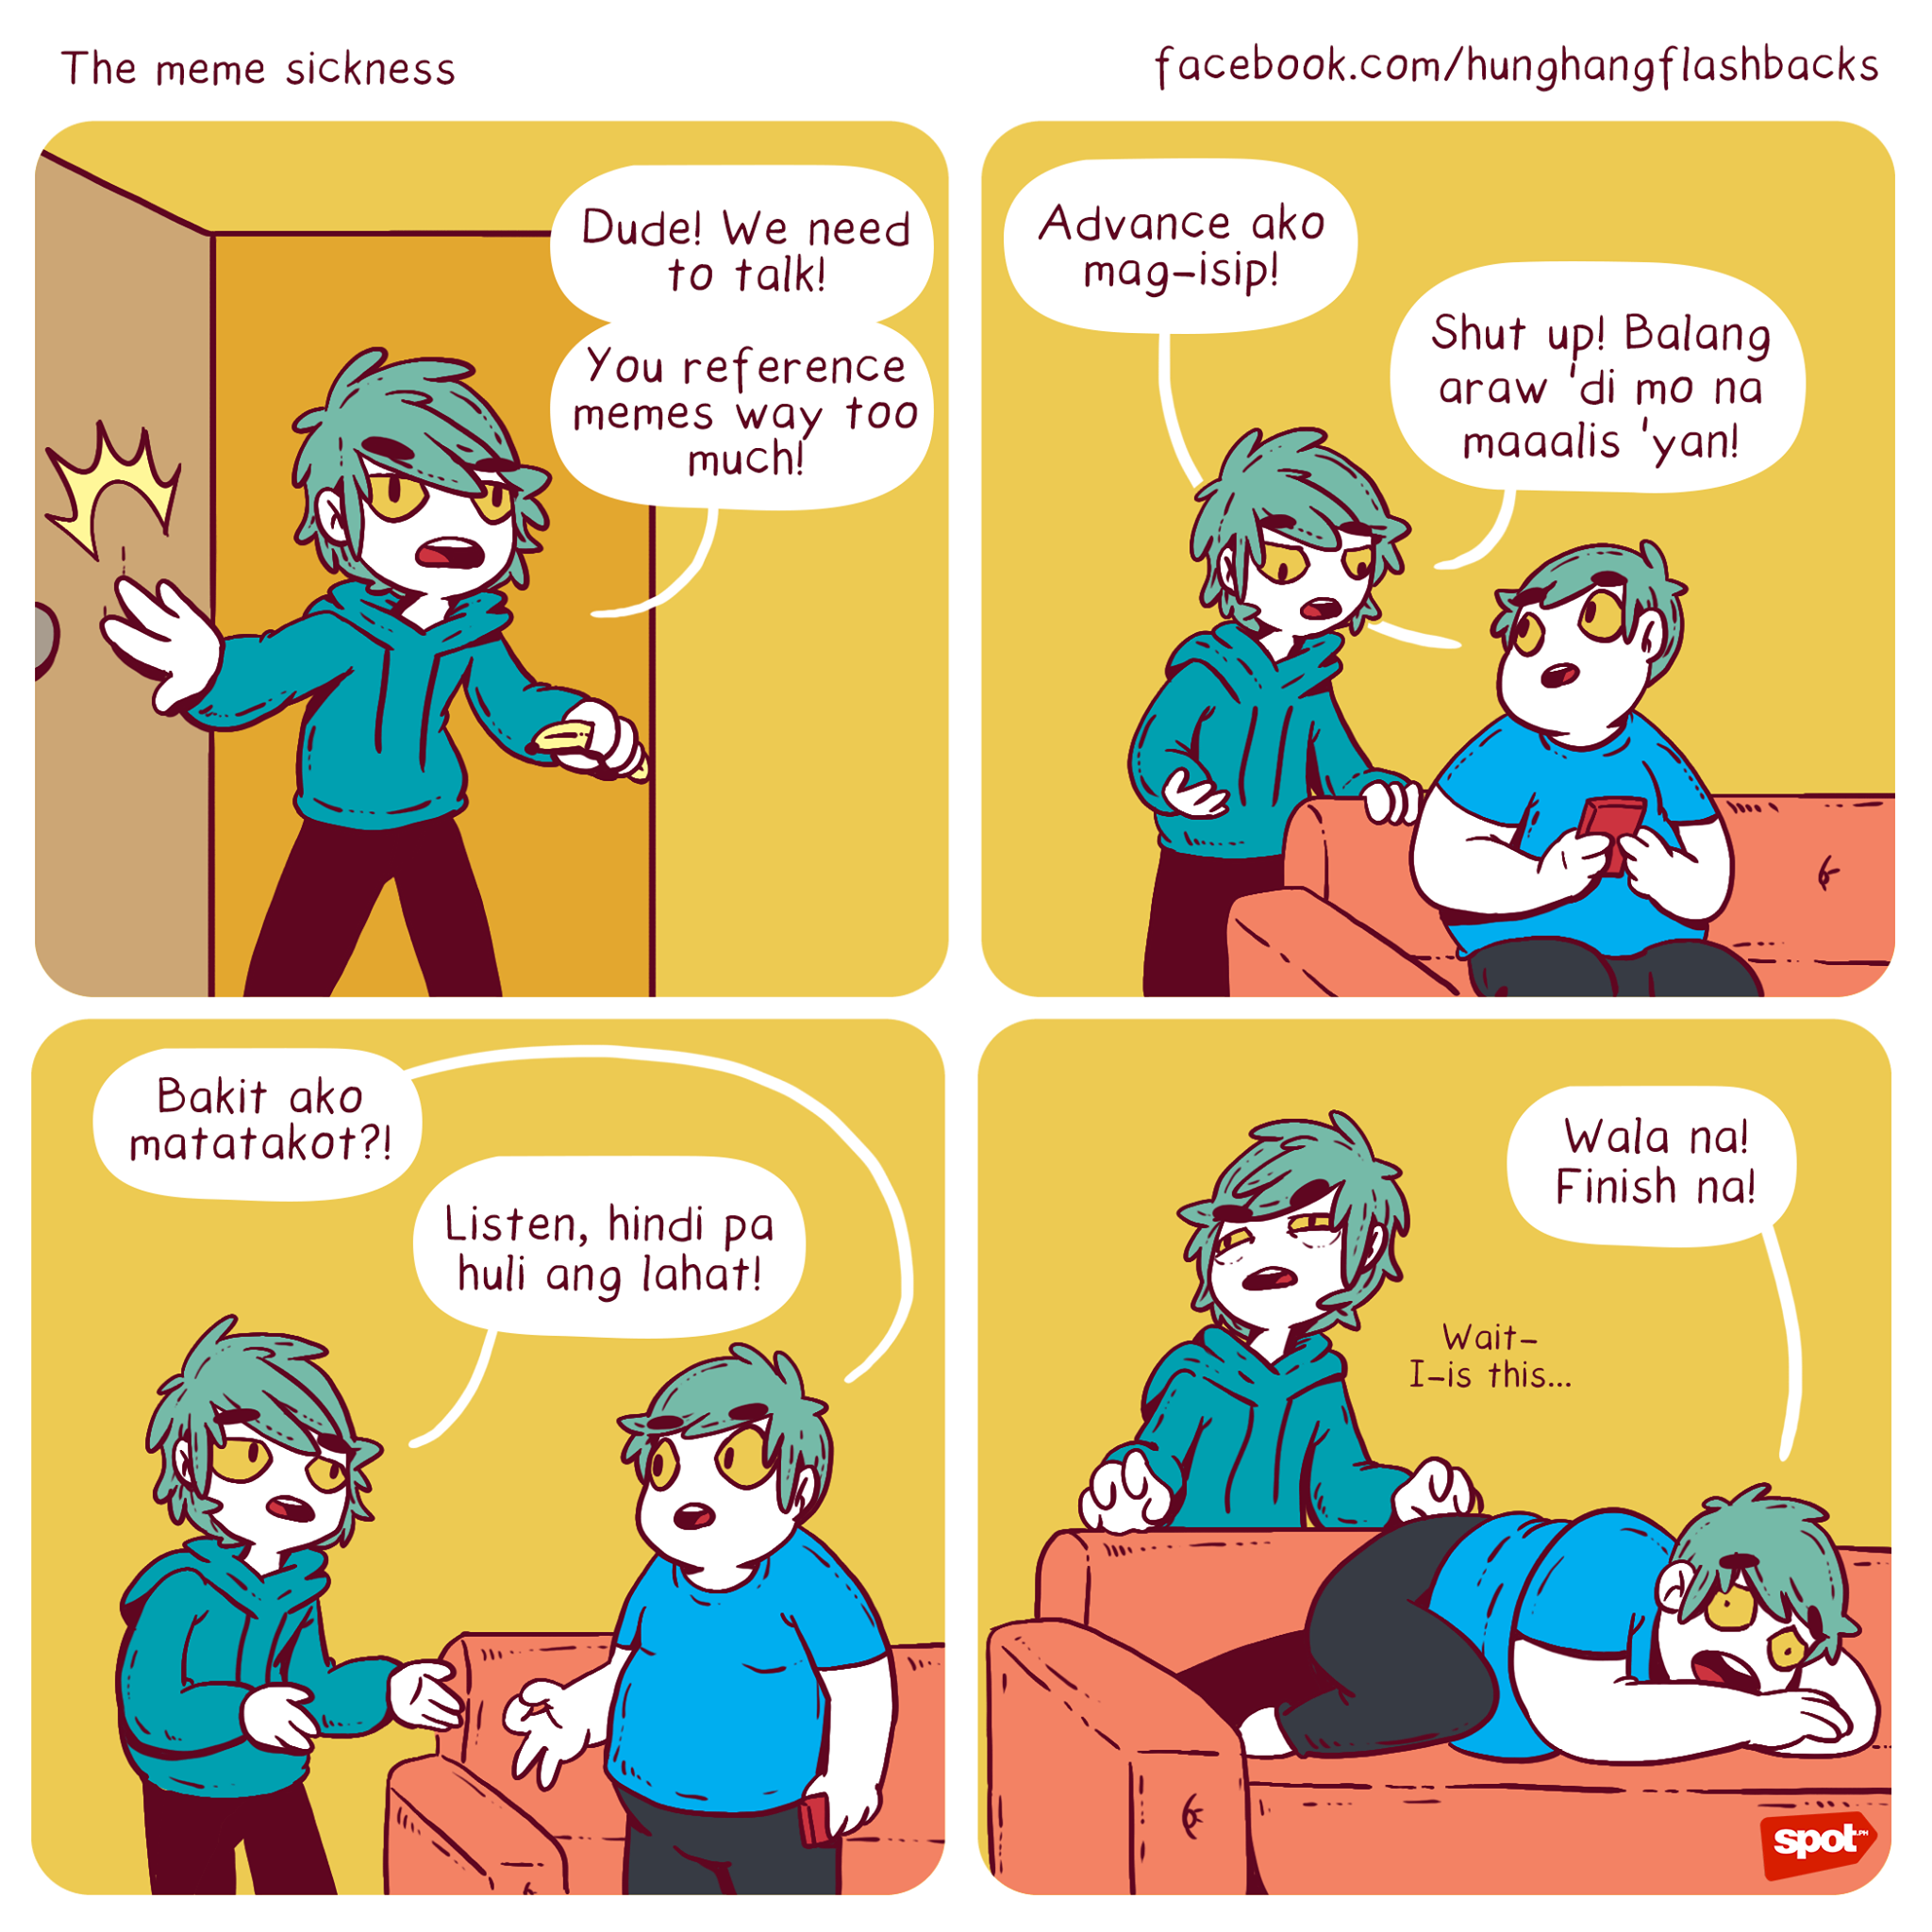 The meme sickness
facebook.com/hunghangflashbacks
Dude! We need
to talk!
You reference
memes way too
much!
Advance ako
mag-isip!
Shut up! Balang
araw 'di mo na
maaalis 'yan!
Bakit ako
matatakot?!
Listen, hindi pa
huli ang lahat!
Wala na!
Finish na!
Wait-
I-is this...
spot.PH